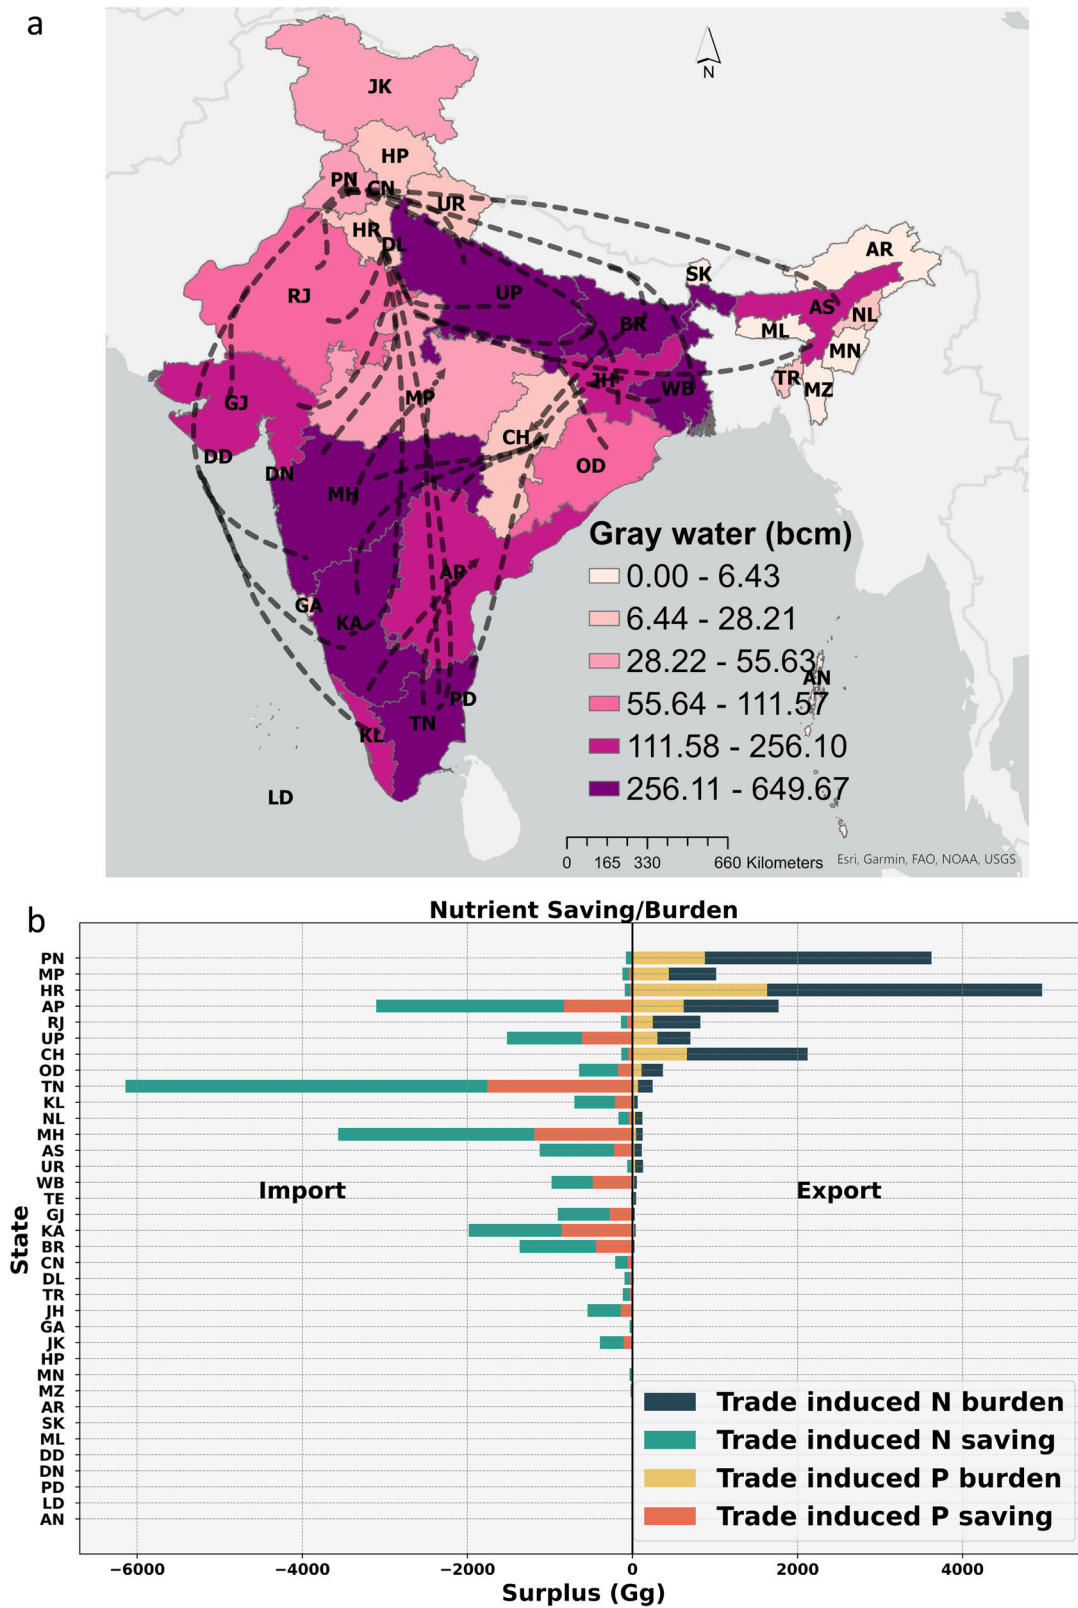 a
N
JK
HP
PN
CN
UR
HR
DL
SK
AR
RJ
UP
AS
NL
BR
ML
MN
TR
MZ
JH
WB
GJ
MP
CH
DD
DN
OD
MH
Gray water (bcm)
0.00 - 6.43
6.44 - 28.21
28.22 - 55.63
55.64 - 111.57
111.58 - 256.10
256.11 - 649.67
AP
GA
KA
AN
PD
TN
KL
LD
0 165 330 660 Kilometers
Esri, Garmin, FAO, NOAA, USGS
b
Nutrient Saving/Burden
PN
MP
HR
AP
RJ
UP
CH
OD
TN
KL
NL
MH
AS
UR
WB
TE
GJ
KA
BR
CN
DL
TR
JH
GA
JK
HP
MN
MZ
AR
SK
ML
DD
DN
PD
LD
AN
State
Import
Export
Trade induced N burden
Trade induced N saving
Trade induced P burden
Trade induced P saving
−6000 −4000 −2000 0 2000 4000
Surplus (Gg)